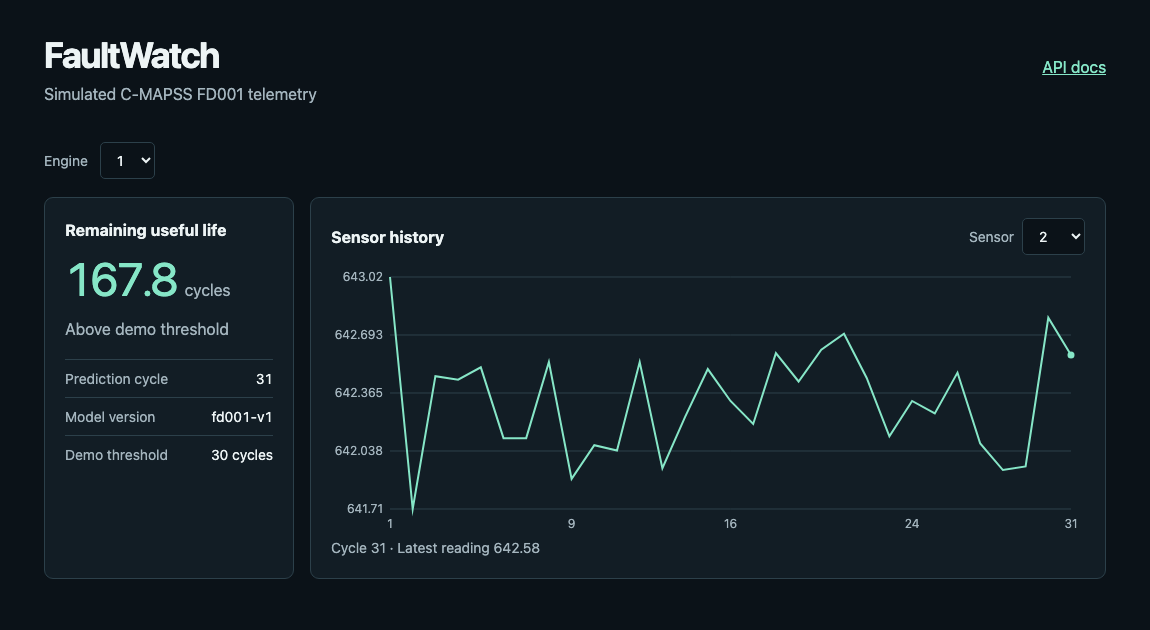 FaultWatch
Simulated C-MAPSS FD001 telemetry
API docs
Engine 1
Remaining useful life
167.8 cycles
Above demo threshold
Prediction cycle 31
Model version fd001-v1
Demo threshold 30 cycles
Sensor history
Sensor 2
643.02
642.693
642.365
642.038
641.71
1 9 16 24 31
Cycle 31 · Latest reading 642.58